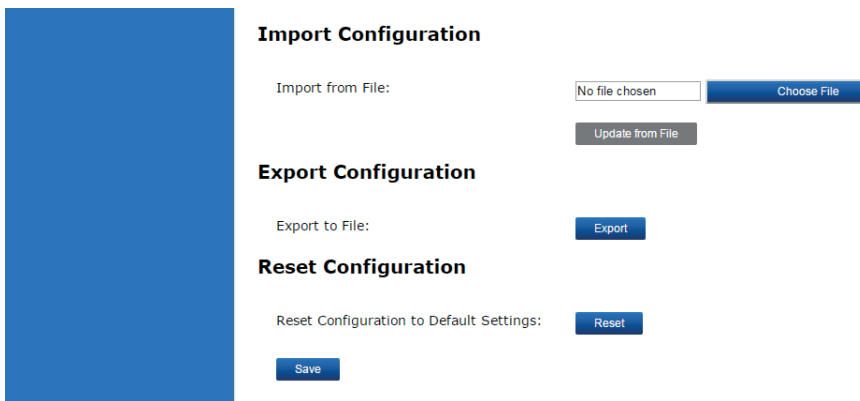 Import Configuration
Import from File:
No file chosen
Choose File
Update from File
Export Configuration
Export to File:
Export
Reset Configuration
Reset Configuration to Default Settings:
Reset
Save